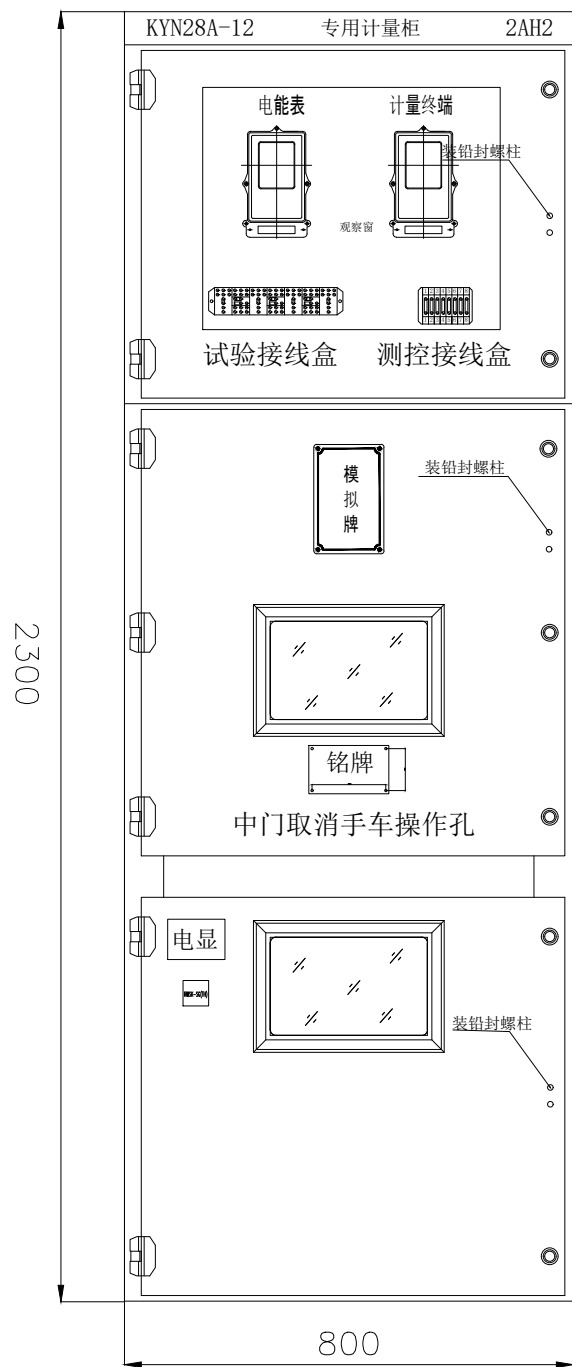 KYN28A-12 专用计量柜 2AH2
电能表 计量终端
装铅封螺柱
观察窗
试验接线盒 测控接线盒
模拟牌
装铅封螺柱
铭牌
中门取消手车操作孔
电显
装铅封螺柱
2300
800